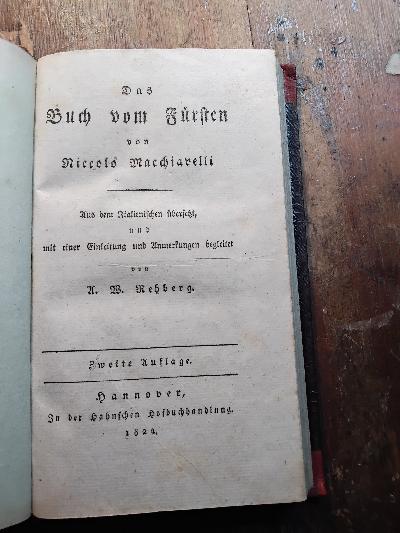 Das
Buch vom Fürsten
von
Niccolo Macchiavelli
Aus dem Italienischen übersetzt,
und
mit einer Einleitung und Anmerkungen begleitet
von
A. W. Rehberg.
Zweite Auflage.
Hannover,
In der Hahnschen Hofbuchhandlung.
1824.